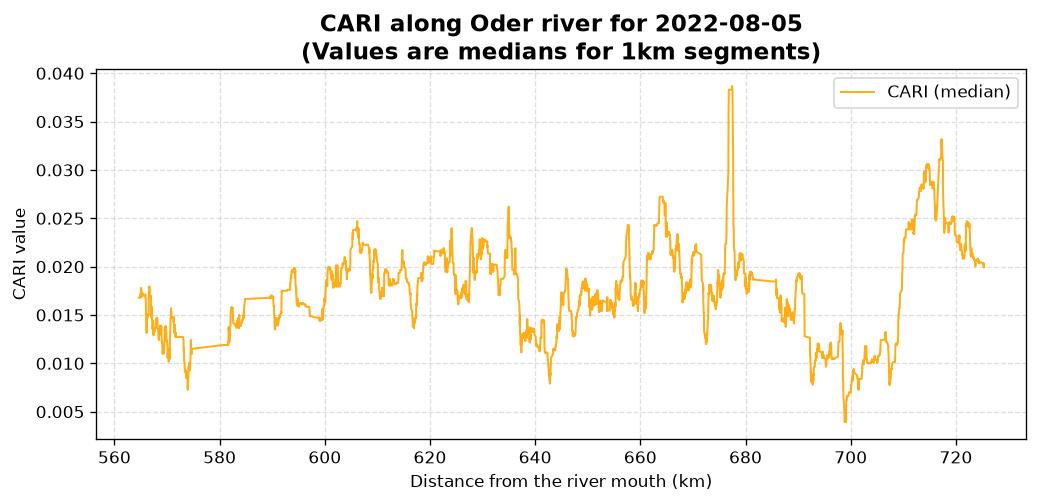 CARI along Oder river for 2022-08-05
(Values are medians for 1km segments)
CARI (median)
CARI value
0.040
0.035
0.030
0.025
0.020
0.015
0.010
0.005
560 580 600 620 640 660 680 700 720
Distance from the river mouth (km)